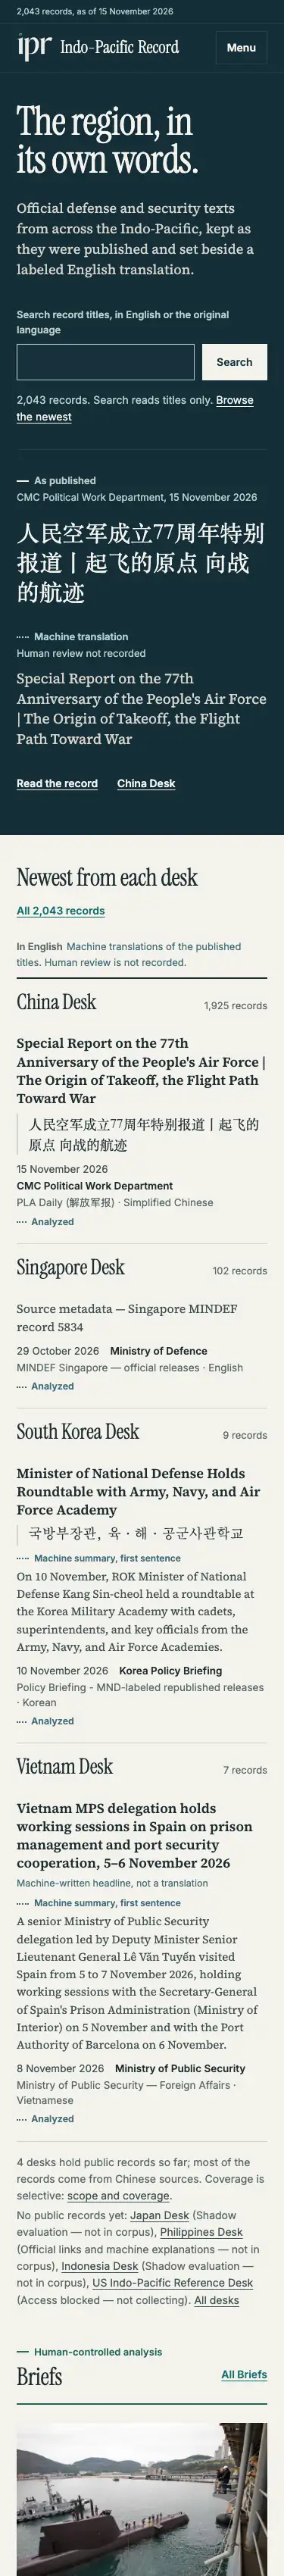 2,043 records, as of 15 November 2026
ipr Indo-Pacific Record
Menu
The region, in
its own words.
Official defense and security texts
from across the Indo-Pacific, kept as
they were published and set beside a
labeled English translation.
Search record titles, in English or the original
language
Search
2,043 records. Search reads titles only. Browse
the newest
As published
CMC Political Work Department, 15 November 2026
人民空军成立77周年特别
报道丨起飞的原点 向战
的航迹
Machine translation
Human review not recorded
Special Report on the 77th
Anniversary of the People's Air Force
| The Origin of Takeoff, the Flight
Path Toward War
Read the record
China Desk
Newest from each desk
All 2,043 records
In English Machine translations of the published
titles. Human review is not recorded.
China Desk
1,925 records
Special Report on the 77th
Anniversary of the People's Air Force |
The Origin of Takeoff, the Flight Path
Toward War
人民空军成立77周年特别报道丨起飞的
原点 向战的航迹
15 November 2026
CMC Political Work Department
PLA Daily (解放军报) · Simplified Chinese
Analyzed
Singapore Desk
102 records
Source metadata — Singapore MINDEF
record 5834
29 October 2026 Ministry of Defence
MINDEF Singapore — official releases · English
Analyzed
South Korea Desk
9 records
Minister of National Defense Holds
Roundtable with Army, Navy, and Air
Force Academy
국방부장관, 육·해·공군사관학교
Machine summary, first sentence
On 10 November, ROK Minister of National
Defense Kang Sin-cheol held a roundtable at
the Korea Military Academy with cadets,
superintendents, and key officials from the
Army, Navy, and Air Force Academies.
10 November 2026 Korea Policy Briefing
Policy Briefing - MND-labeled republished releases
· Korean
Analyzed
Vietnam Desk
7 records
Vietnam MPS delegation holds
working sessions in Spain on prison
management and port security
cooperation, 5–6 November 2026
Machine-written headline, not a translation
Machine summary, first sentence
A senior Ministry of Public Security
delegation led by Deputy Minister Senior
Lieutenant General Lê Văn Tuyến visited
Spain from 5 to 7 November 2026, holding
working sessions with the Secretary-General
of Spain's Prison Administration (Ministry of
Interior) on 5 November and with the Port
Authority of Barcelona on 6 November.
8 November 2026 Ministry of Public Security
Ministry of Public Security — Foreign Affairs ·
Vietnamese
Analyzed
4 desks hold public records so far; most of the
records come from Chinese sources. Coverage is
selective: scope and coverage.
No public records yet: Japan Desk (Shadow
evaluation — not in corpus), Philippines Desk
(Official links and machine explanations — not in
corpus), Indonesia Desk (Shadow evaluation —
not in corpus), US Indo-Pacific Reference Desk
(Access blocked — not collecting). All desks
Human-controlled analysis
Briefs
All Briefs